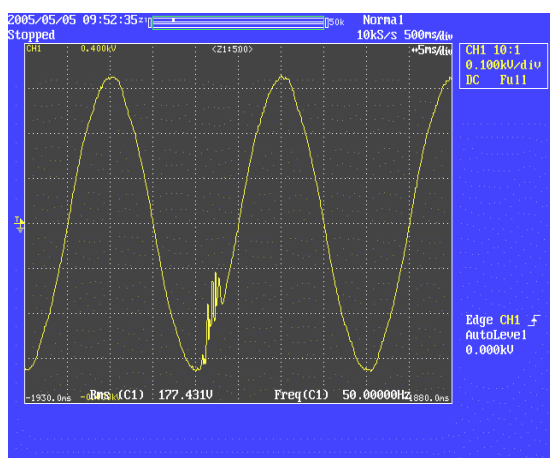 2005/05/05 09:52:35 50k Normal
Stopped 10kS/s 500ms/div
CH1 0.400kV <Z1:500> 5ms/div
CH1 10:1
0.100kV/div
DC Full
Edge CH1
AutoLevel
0.000kV
-1930.0ms Rms (C1) 177.431V Freq(C1) 50.00000Hz 1880.0ms